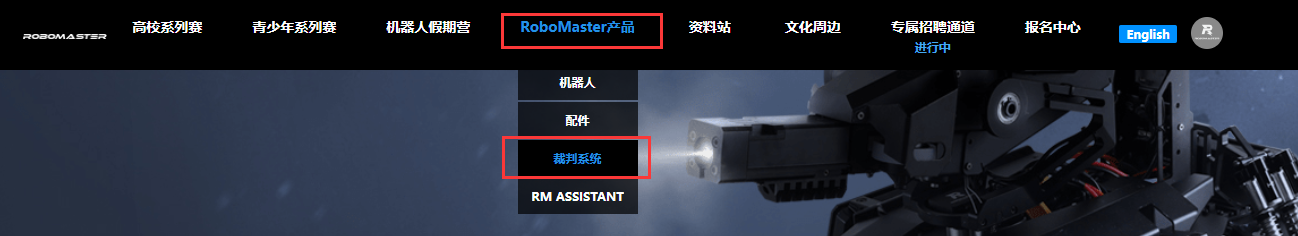 ROBOMASTER
高校系列赛
青少年系列赛
机器人假期营
RoboMaster产品
资料站
文化周边
专属招聘通道
进行中
报名中心
English
R
机器人
配件
裁判系统
RM ASSISTANT